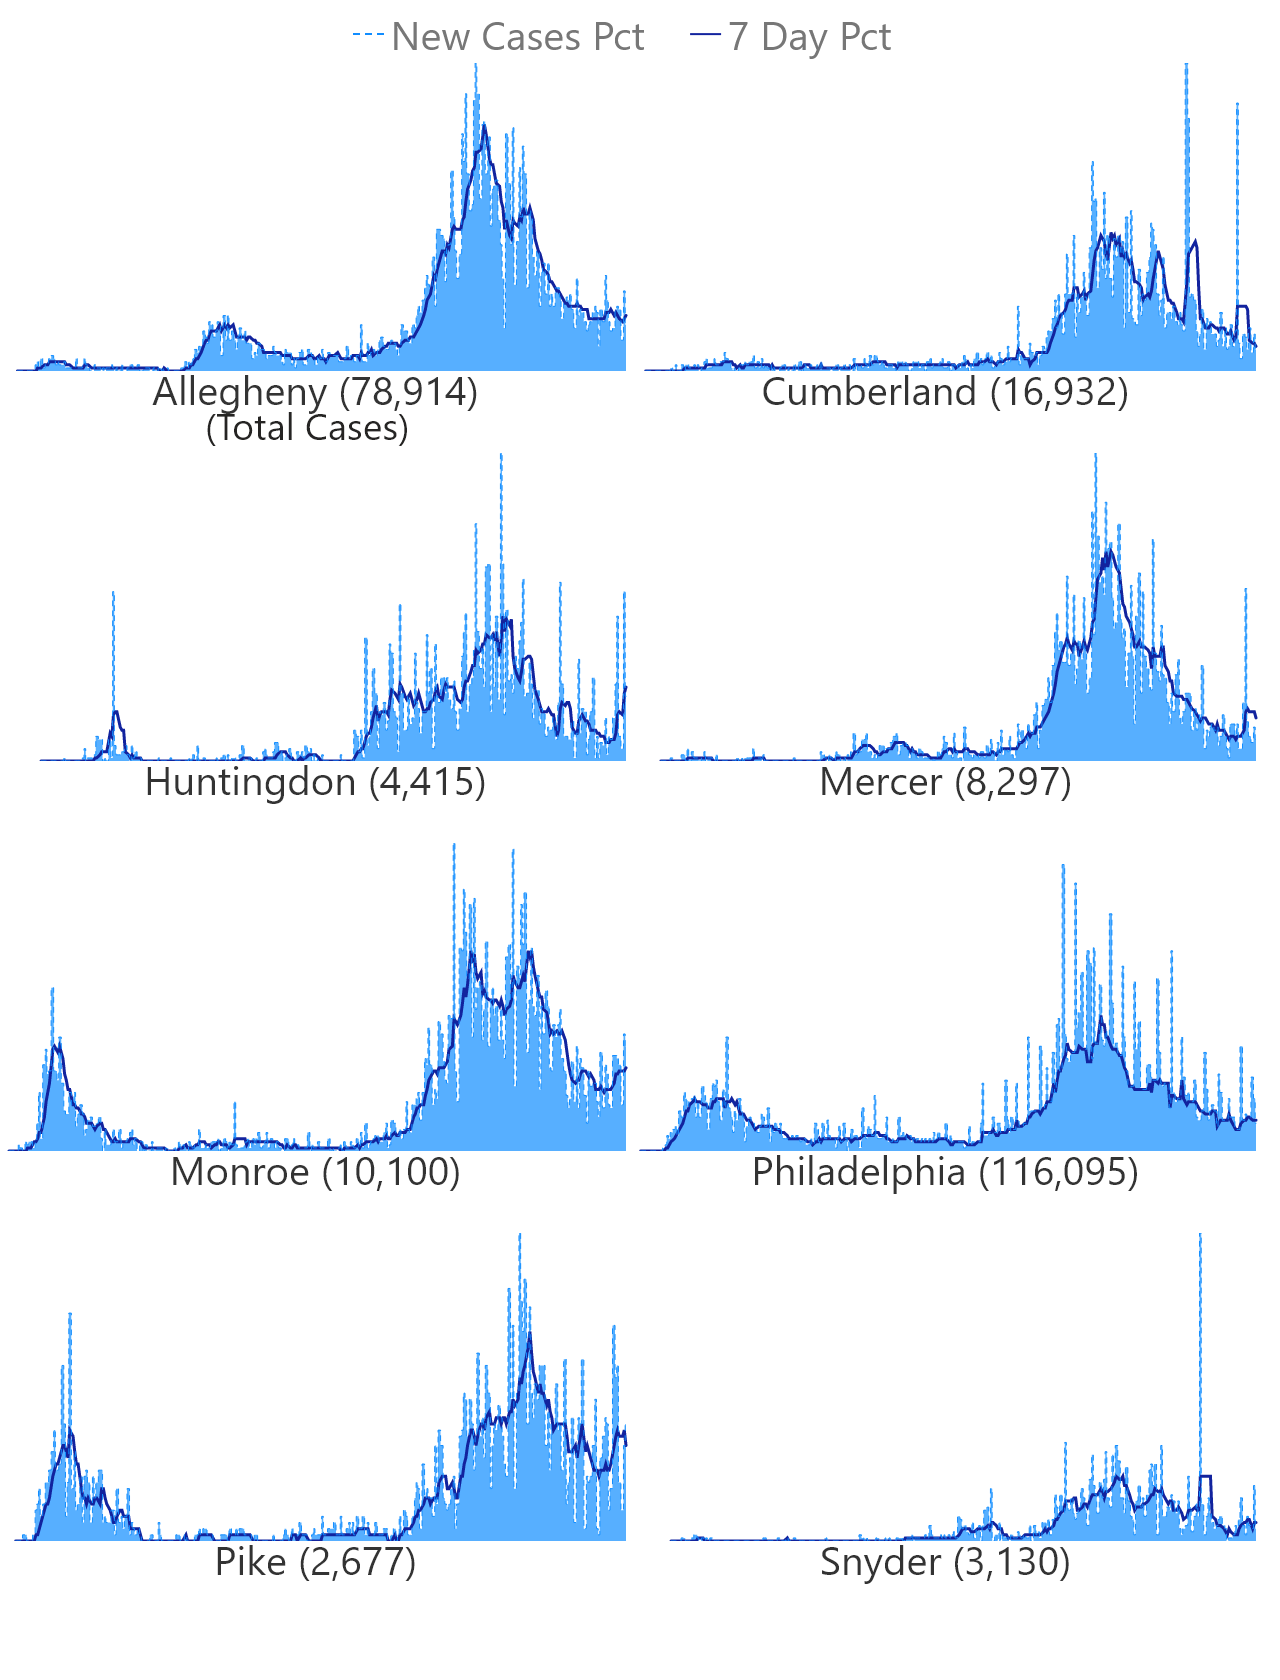 New Cases Pct 7 Day Pct
Allegheny (78,914) Cumberland (16,932)
(Total Cases)
Huntingdon (4,415) Mercer (8,297)
Monroe (10,100) Philadelphia (116,095)
Pike (2,677) Snyder (3,130)